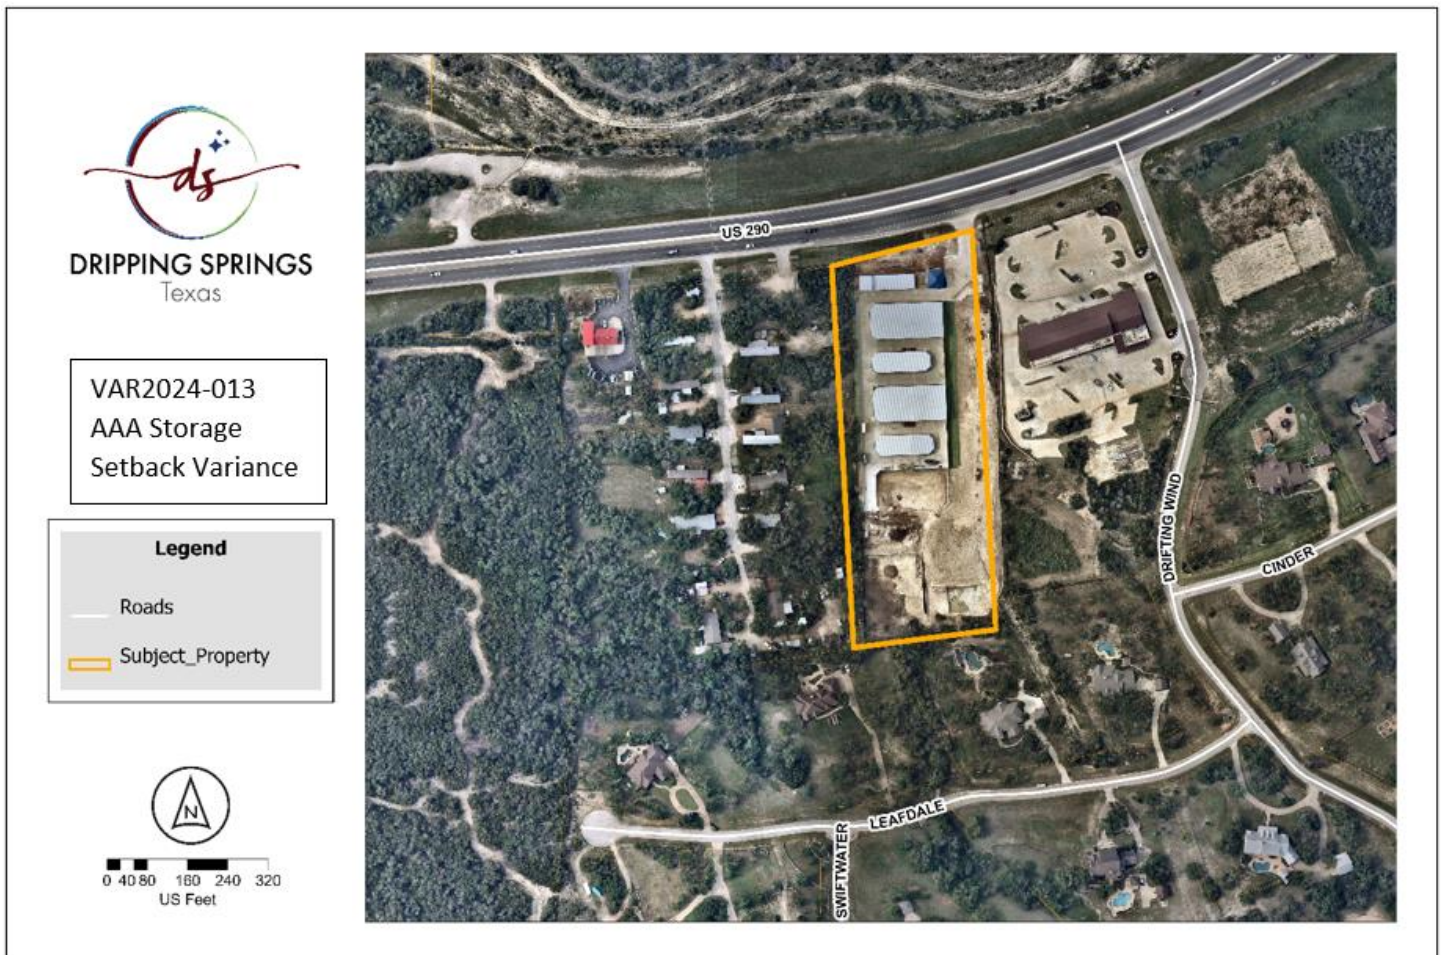 ds
DRIPPING SPRINGS
Texas
VAR2024-013
AAA Storage
Setback Variance
Legend
Roads
Subject_Property
N
0 40 80 160 240 320
US Feet
US 290
DRIFTING WIND
CINDER
LEAFDALE
SWIFTWATER